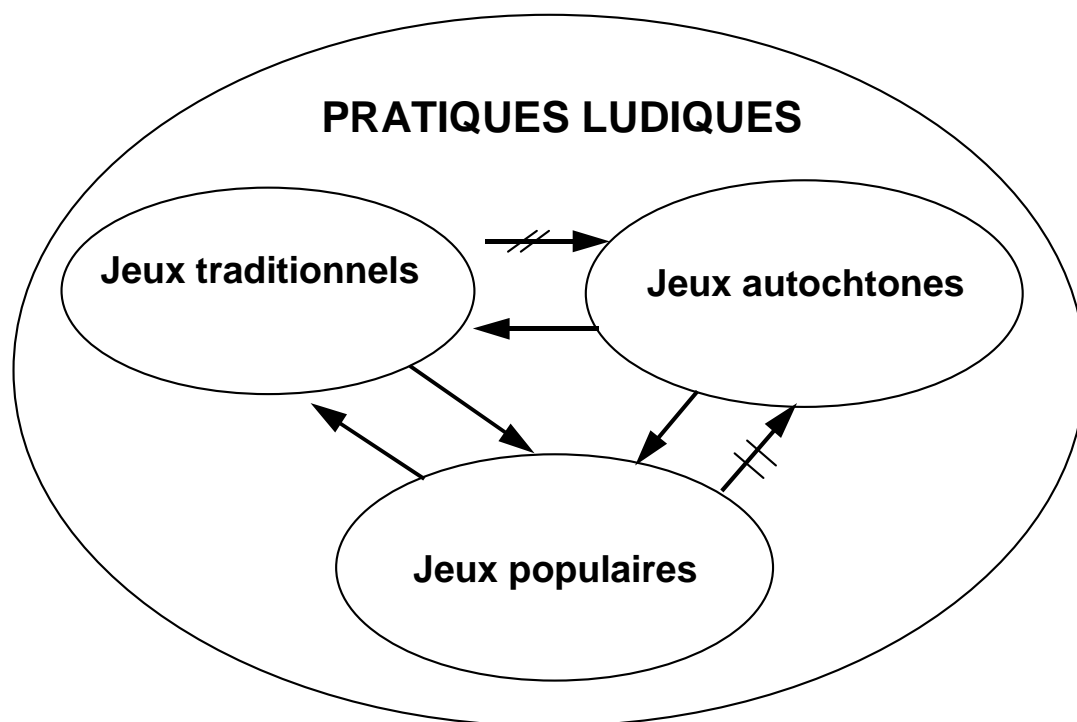 PRATIQUES LUDIQUES
Jeux traditionnels
Jeux autochtones
Jeux populaires